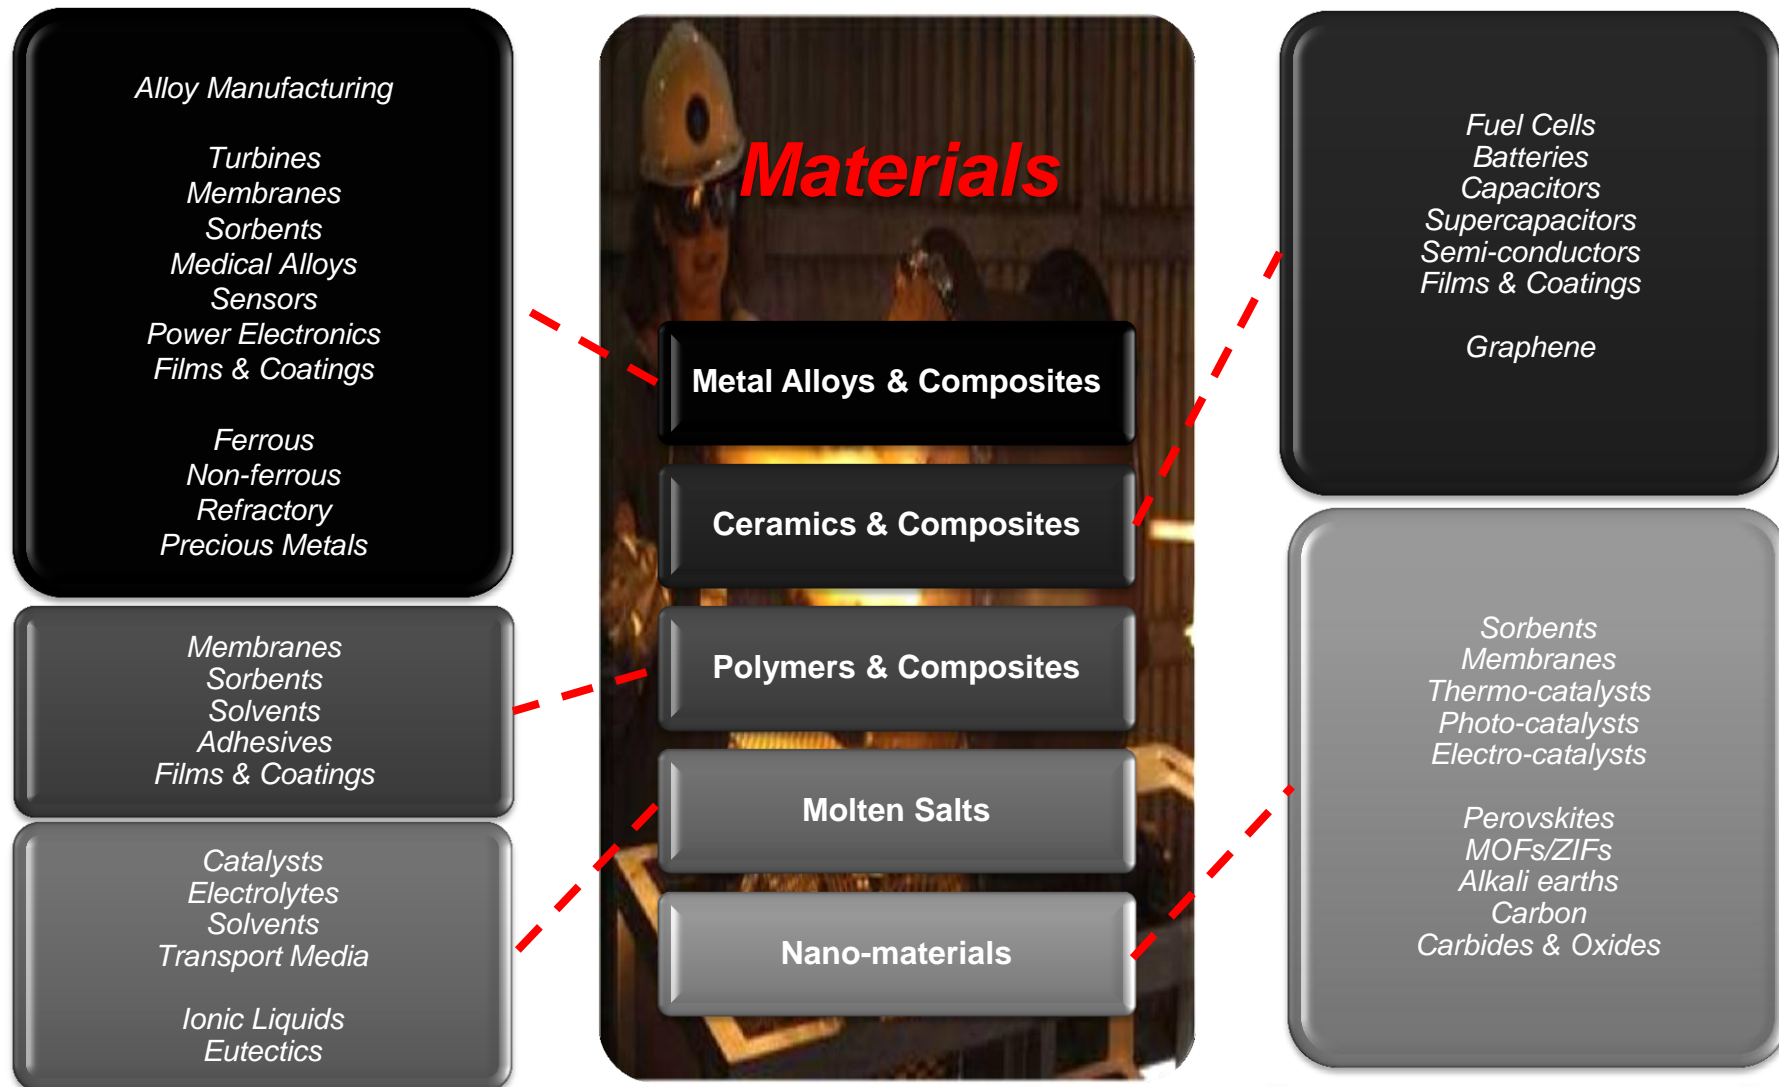 Alloy Manufacturing
Turbines
Membranes
Sorbents
Medical Alloys
Sensors
Power Electronics
Films & Coatings
Ferrous
Non-ferrous
Refractory
Precious Metals
Membranes
Sorbents
Solvents
Adhesives
Films & Coatings
Catalysts
Electrolytes
Solvents
Transport Media
Ionic Liquids
Eutectics
Materials
Metal Alloys & Composites
Ceramics & Composites
Polymers & Composites
Molten Salts
Nano-materials
Fuel Cells
Batteries
Capacitors
Supercapacitors
Semi-conductors
Films & Coatings
Graphene
Sorbents
Membranes
Thermo-catalysts
Photo-catalysts
Electro-catalysts
Perovskites
MOFs/ZIFs
Alkali earths
Carbon
Carbides & Oxides